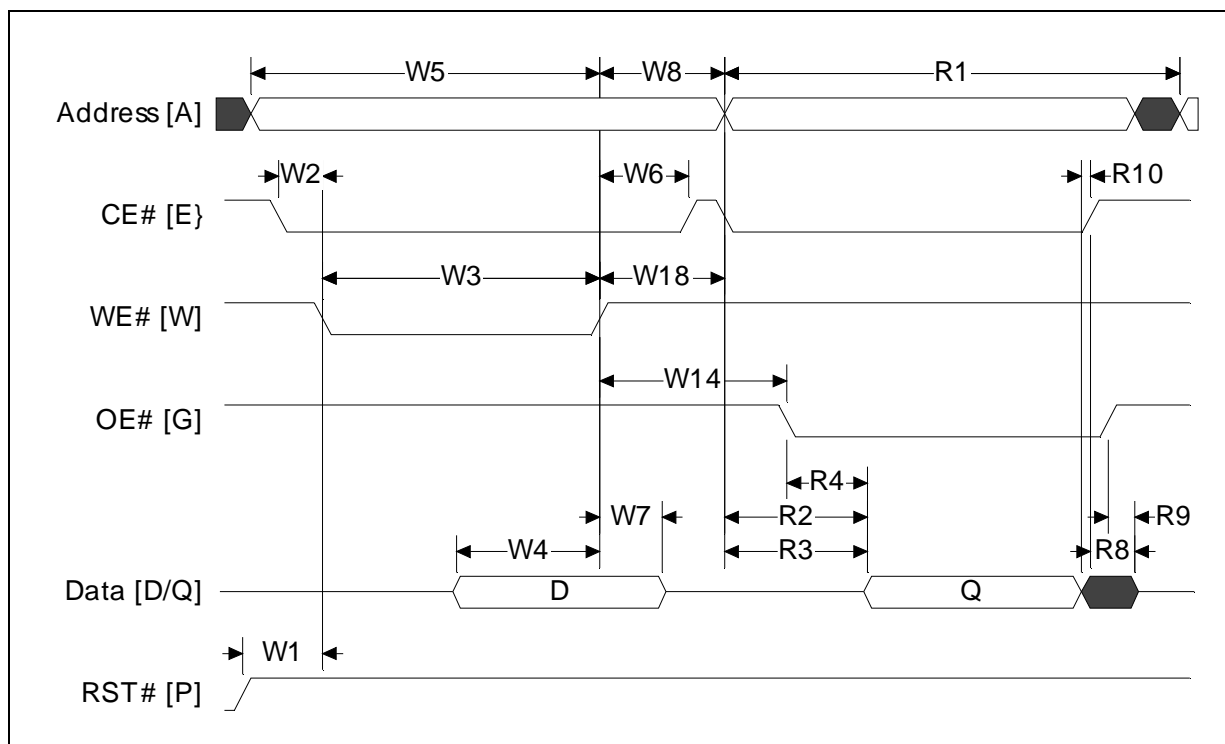 W5 W8 R1
Address [A]
W2 W6 R10
CE# [E}
W3 W18
WE# [W]
W14
OE# [G]
R4
W7 R2 R9
W4 R3 R8
Data [D/Q] D Q
W1
RST# [P]